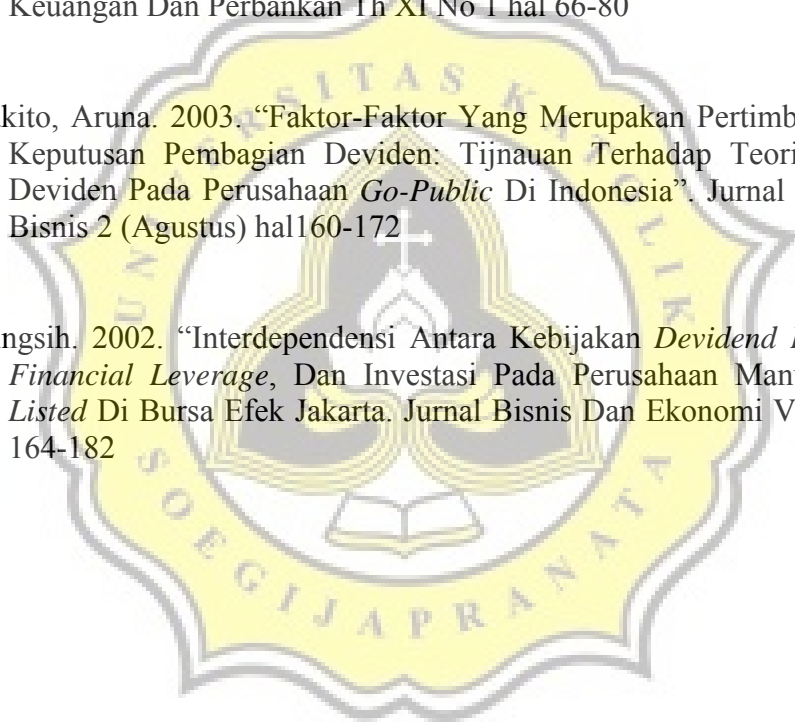 Keuangan Dan Perbankan Th XI No 1 hal 66-80
kito, Aruna. 2003. “Faktor-Faktor Yang Merupakan Pertimb
Keputusan Pembagian Deviden: Tijnauan Terhadap Teori
Deviden Pada Perusahaan Go-Public Di Indonesia”. Jurnal
Bisnis 2 (Agustus) hal160-172
ngsih. 2002. “Interdependensi Antara Kebijakan Devidend
Financial Leverage, Dan Investasi Pada Perusahaan Man
Listed Di Bursa Efek Jakarta. Jurnal Bisnis Dan Ekonomi V
164-182
UNIVERSITAS KATOLIK
SOEGIJAPRANATA